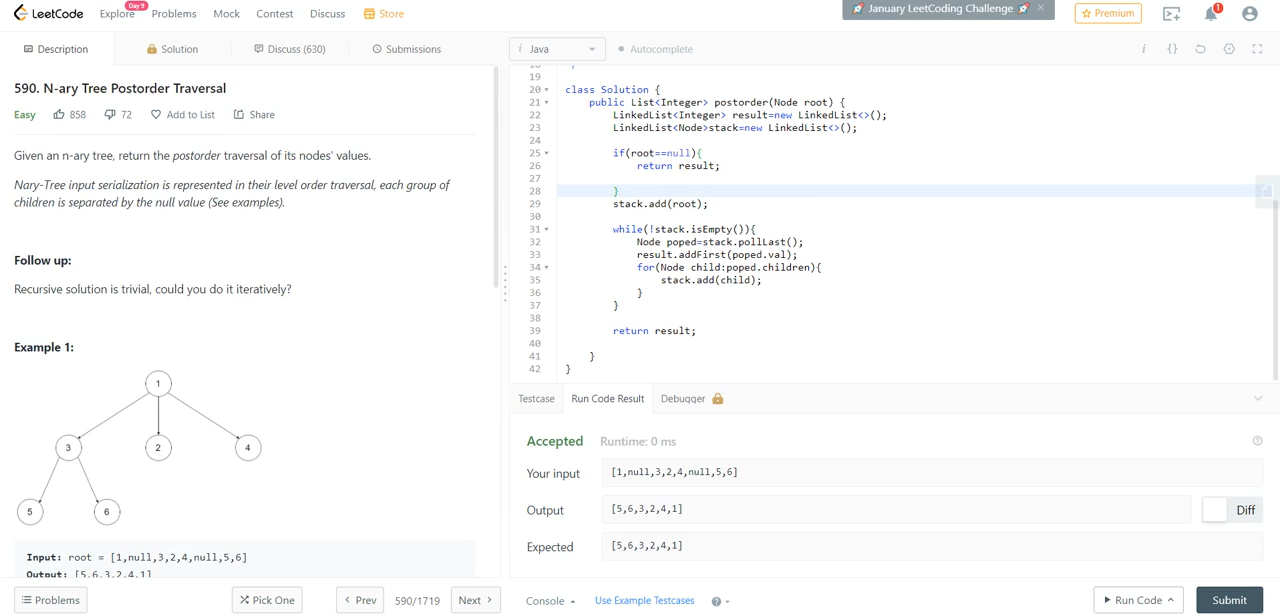 LeetCode Explore Day 9 Problems Mock Contest Discuss Store January LeetCoding Challenge × Premium 1
Description Solution Discuss (630) Submissions
i Java Autocomplete i {}
590. N-ary Tree Postorder Traversal
Easy 858 72 Add to List Share
Given an n-ary tree, return the postorder traversal of its nodes' values.
Nary-Tree input serialization is represented in their level order traversal, each group of
children is separated by the null value (See examples).
Follow up:
Recursive solution is trivial, could you do it iteratively?
Example 1:
1
3 2 4
5 6
Input: root = [1,null,3,2,4,null,5,6]
Output: [5,6,3,2,4,1]
19
20 class Solution {
21 public List<Integer> postorder(Node root) {
22 LinkedList<Integer> result=new LinkedList<>();
23 LinkedList<Node>stack=new LinkedList<>();
24
25 if(root==null){
26 return result;
27
28 }
29 stack.add(root);
30
31 while(!stack.isEmpty()){
32 Node poped=stack.pollLast();
33 result.addFirst(poped.val);
34 for(Node child:poped.children){
35 stack.add(child);
36 }
37 }
38
39 return result;
40
41 }
42 }
Testcase Run Code Result Debugger
Accepted Runtime: 0 ms
Your input [1,null,3,2,4,null,5,6]
Output [5,6,3,2,4,1] Diff
Expected [5,6,3,2,4,1]
Problems Pick One < Prev 590/1719 Next > Console Use Example Testcases ? Run Code Submit